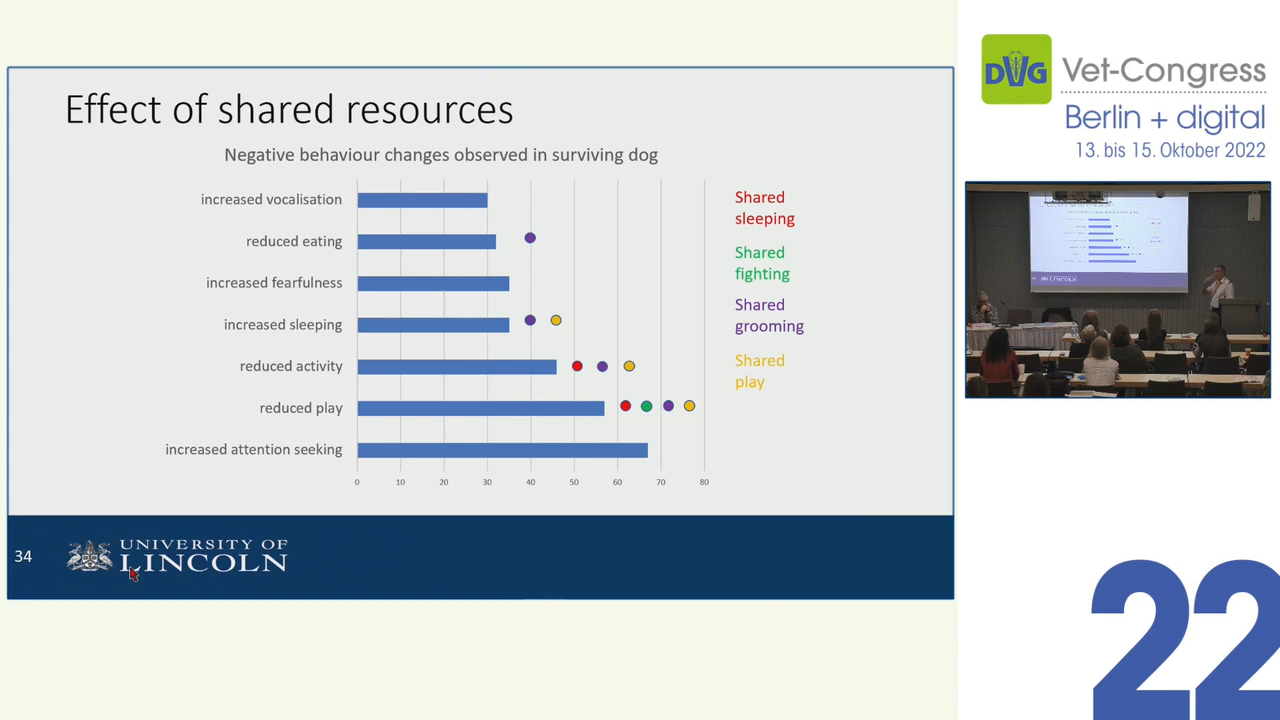 Effect of shared resources
Negative behaviour changes observed in surviving dog
increased vocalisation
reduced eating
increased fearfulness
increased sleeping
reduced activity
reduced play
increased attention seeking
0 10 20 30 40 50 60 70 80
Shared
sleeping
Shared
fighting
Shared
grooming
Shared
play
34
UNIVERSITY OF
LINCOLN
DVG
Vet-Congress
Berlin + digital
13. bis 15. Oktober 2022
22